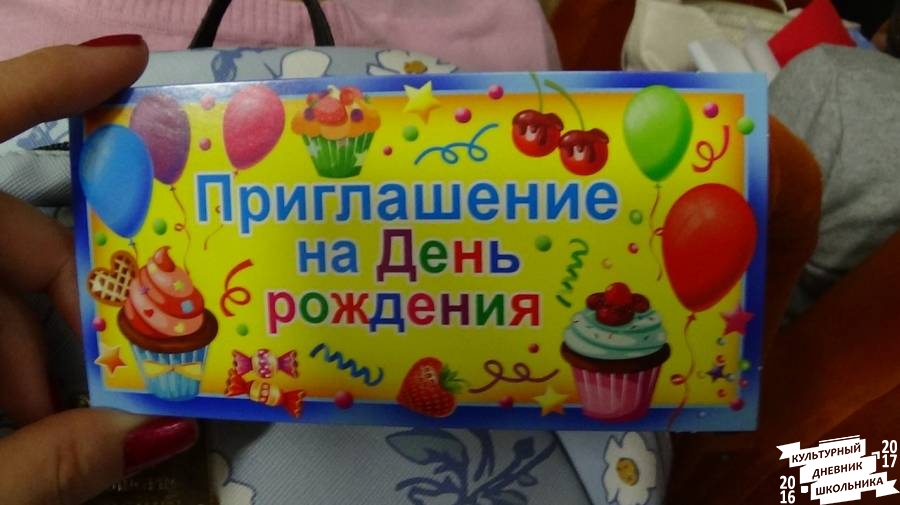 Приглашение
на День
рождения
КУЛЬТУРНЫЙ
ДНЕВНИК
ШКОЛЬНИКА
2016
2017